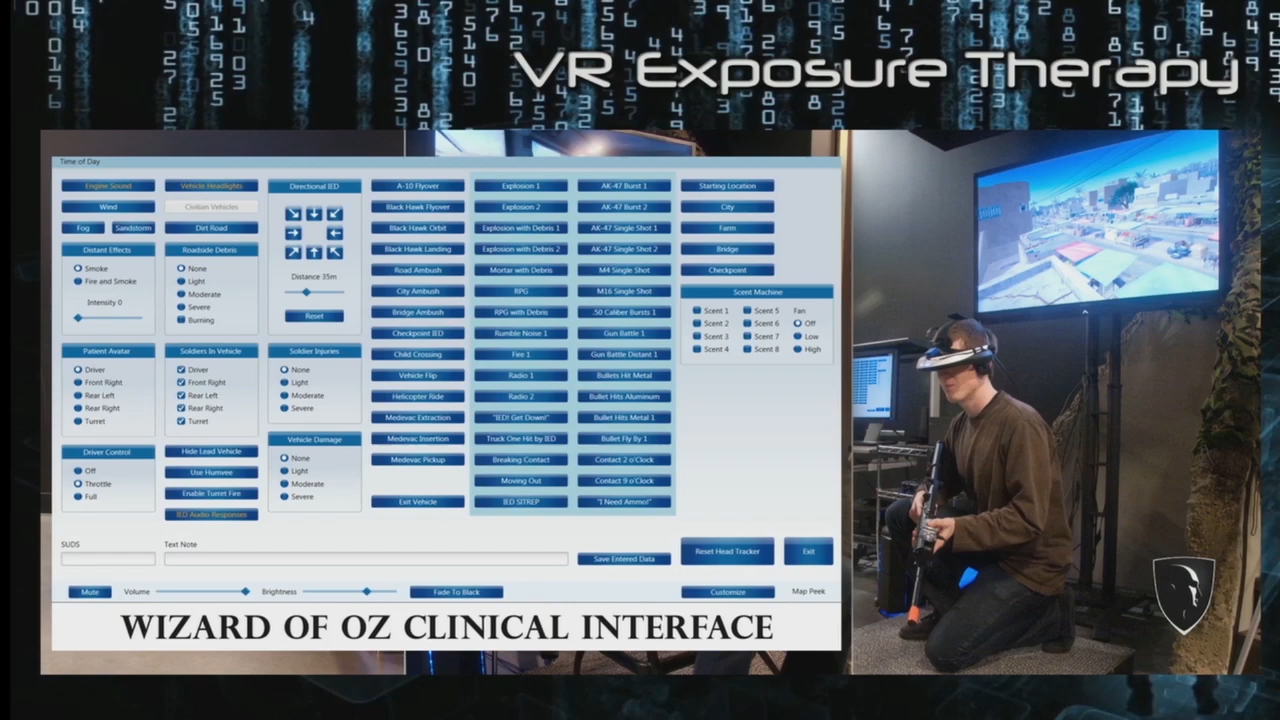 VR Exposure Therapy
Time of Day
Engine Sound
Wind
Fog
Sandstorm
Distant Effects
Smoke
Fire and Smoke
Intensity 0
Patient Avatar
Driver
Front Right
Rear Left
Rear Right
Turret
Driver Control
Off
Throttle
Full
Vehicle Headlights
Civilian Vehicles
Dirt Road
Roadside Debris
None
Light
Moderate
Severe
Burning
Soldiers In Vehicle
Driver
Front Right
Rear Left
Rear Right
Turret
Hide Lead Vehicle
Use Humvee
Enable Turret Fire
IED Audio Responses
Directional IED
Distance 35m
Reset
Soldier Injuries
None
Light
Moderate
Severe
Vehicle Damage
None
Light
Moderate
Severe
A-10 Flyover
Black Hawk Flyover
Black Hawk Orbit
Black Hawk Landing
Road Ambush
City Ambush
Bridge Ambush
Checkpoint IED
Child Crossing
Vehicle Flip
Helicopter Ride
Medevac Extraction
Medevac Insertion
Medevac Pickup
Exit Vehicle
Explosion 1
Explosion 2
Explosion with Debris 1
Explosion with Debris 2
Mortar with Debris
RPG
RPG with Debris
Rumble Noise 1
Fire 1
Radio 1
Radio 2
"IED! Get Down!"
Truck One Hit by IED
Breaking Contact
Moving Out
IED SITREP
AK-47 Burst 1
AK-47 Burst 2
AK-47 Single Shot 1
AK-47 Single Shot 2
M4 Single Shot
M16 Single Shot
.50 Caliber Bursts 1
Gun Battle 1
Gun Battle Distant 1
Bullets Hit Metal
Bullet Hits Aluminum
Bullet Hits Metal 1
Bullet Fly By 1
Contact 2 o'Clock
Contact 9 o'Clock
"I Need Ammo!"
Starting Location
City
Farm
Bridge
Checkpoint
Scent Machine
Scent 1 Scent 5 Fan
Scent 2 Scent 6 Off
Scent 3 Scent 7 Low
Scent 4 Scent 8 High
SUDS
Text Note
Save Entered Data
Reset Head Tracker
Exit
Mute
Volume
Brightness
Fade To Black
Customize
Map Peek
WIZARD OF OZ CLINICAL INTERFACE